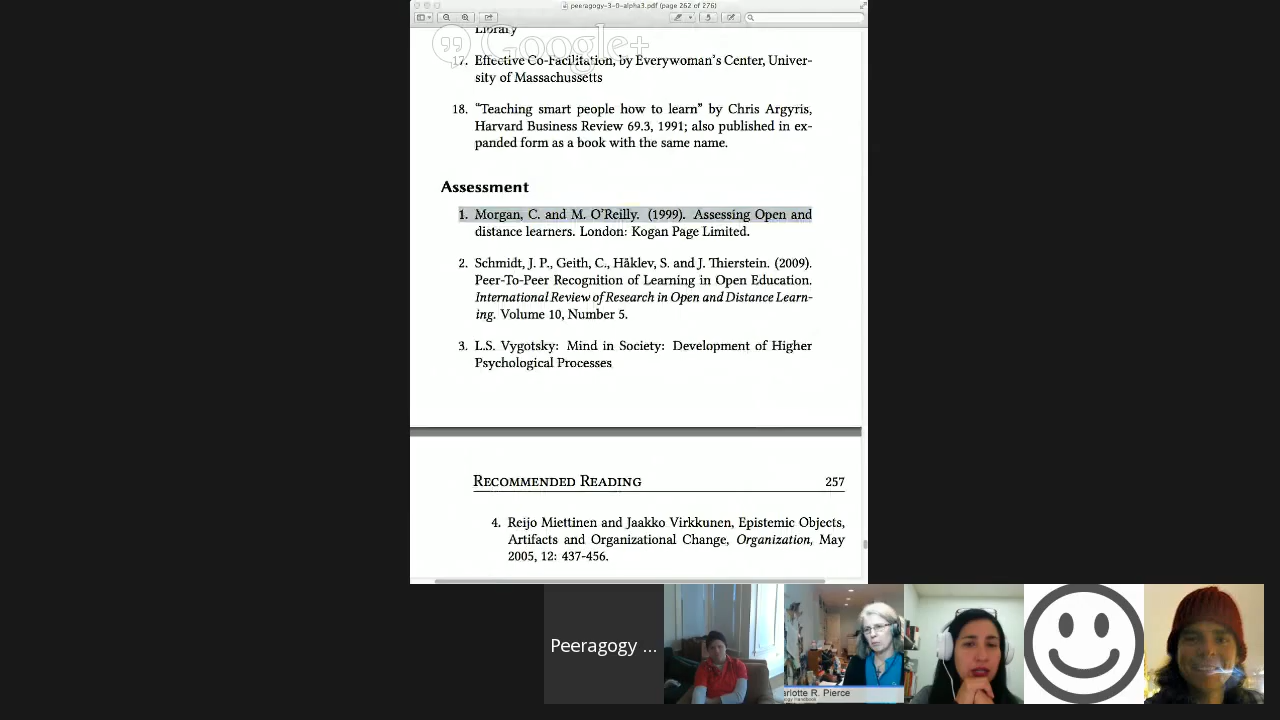 peeragogy-3-0-alpha3.pdf (page 262 of 276)
Library
Google+
17. Effective Co-Facilitation, by Everywoman's Center, Univer-
sity of Massachussetts
18. "Teaching smart people how to learn" by Chris Argyris,
Harvard Business Review 69.3, 1991; also published in ex-
panded form as a book with the same name.
Assessment
1. Morgan, C. and M. O'Reilly. (1999). Assessing Open and
distance learners. London: Kogan Page Limited.
2. Schmidt, J. P., Geith, C., Håklev, S. and J. Thierstein. (2009).
Peer-To-Peer Recognition of Learning in Open Education.
International Review of Research in Open and Distance Learn-
ing. Volume 10, Number 5.
3. L.S. Vygotsky: Mind in Society: Development of Higher
Psychological Processes
RECOMMENDED READING 257
4. Reijo Miettinen and Jaakko Virkkunen, Epistemic Objects,
Artifacts and Organizational Change, Organization, May
2005, 12: 437-456.
Peeragogy ...
arlotte R. Pierce